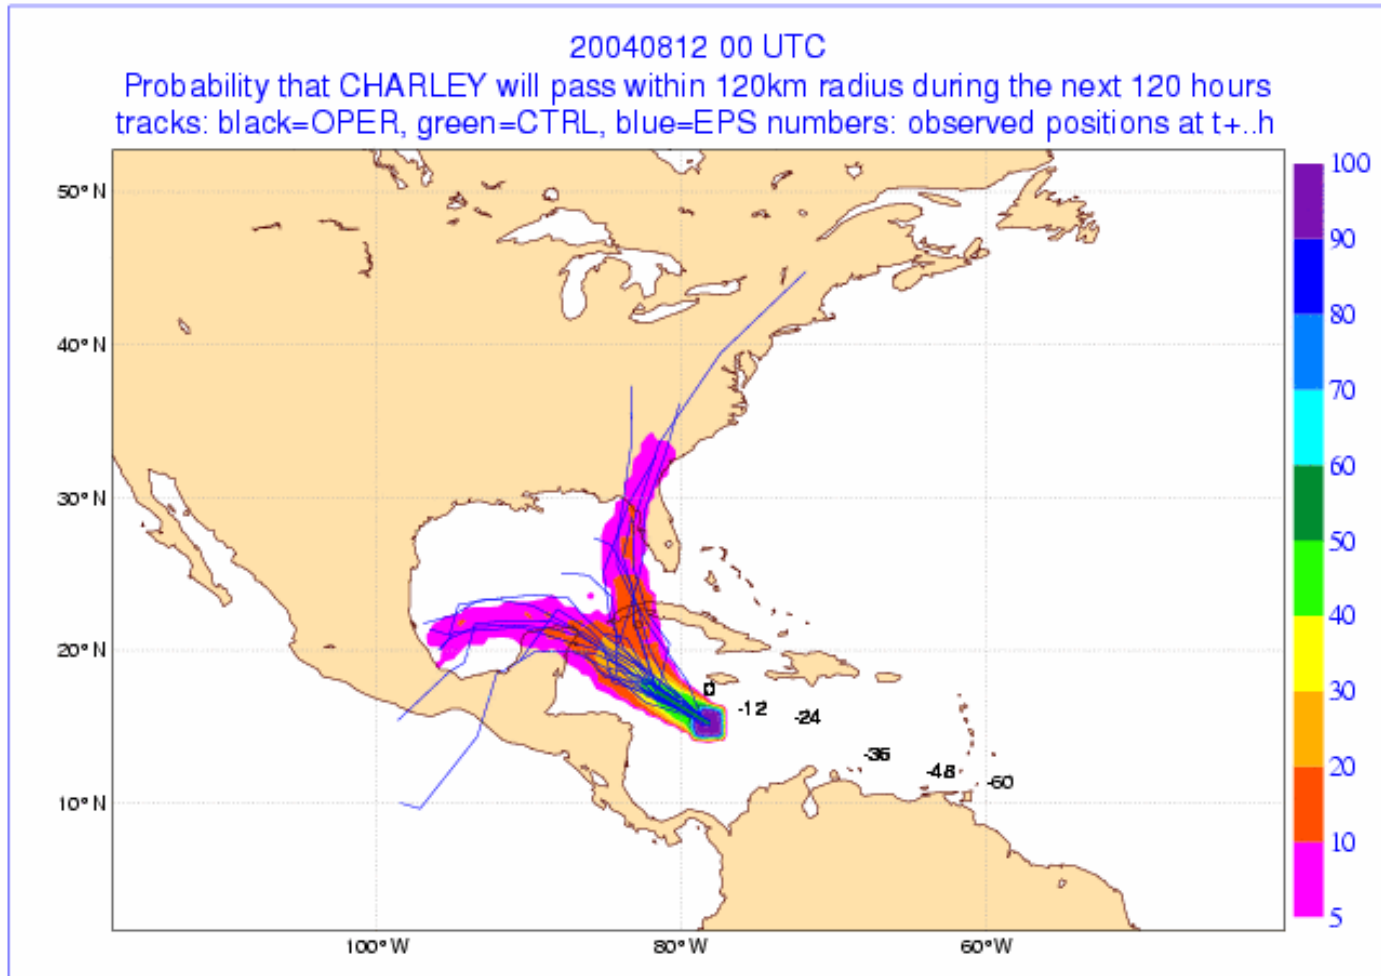 20040812 00 UTC
Probability that CHARLEY will pass within 120km radius during the next 120 hours
tracks: black=OPER, green=CTRL, blue=EPS numbers: observed positions at t+..h
100
50° N
90
80
40° N
70
60
30° N
50
40
20° N
0
-12
-24
30
-36
-48
-60
20
10° N
10
5
100° W
80° W
60° W